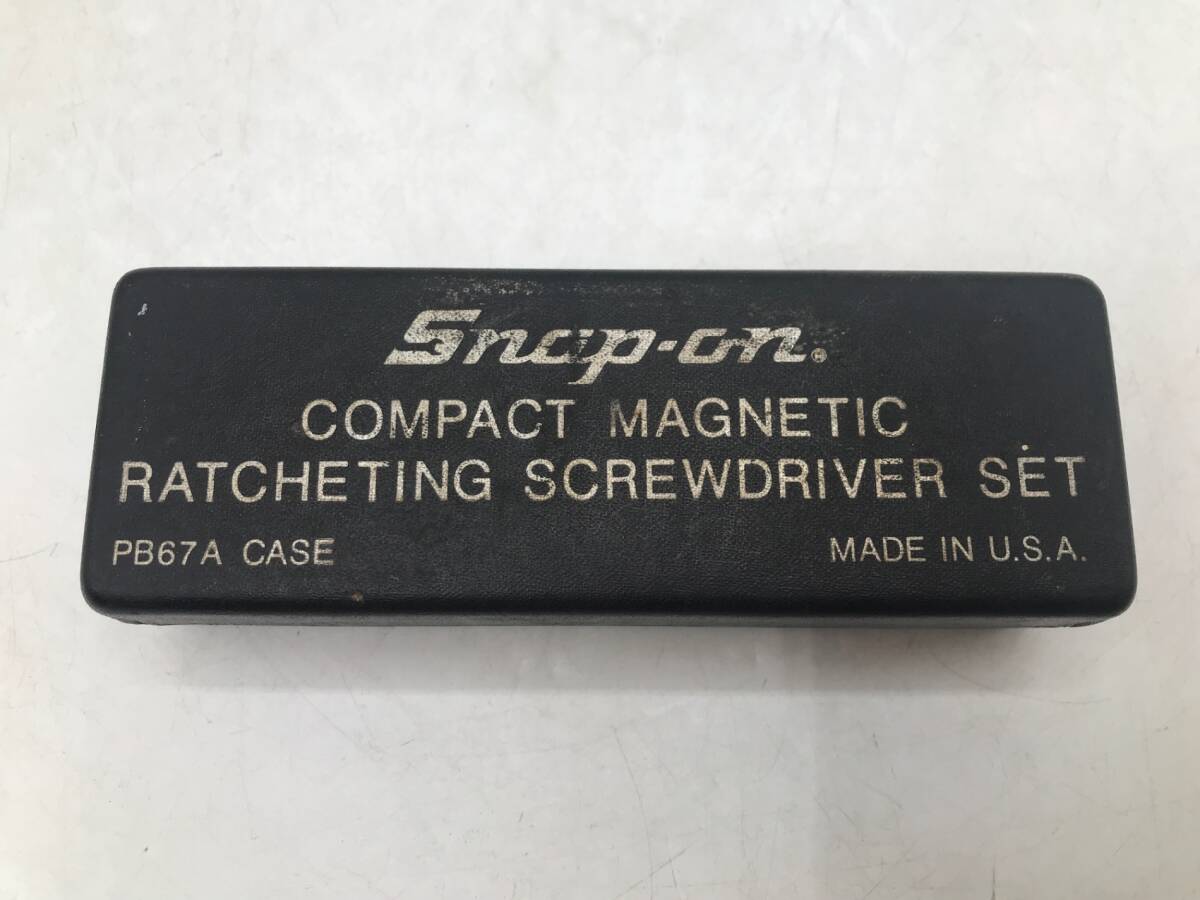 Snap-on®
COMPACT MAGNETIC
RATCHETING SCREWDRIVER SET
PB67A CASE
MADE IN U.S.A.